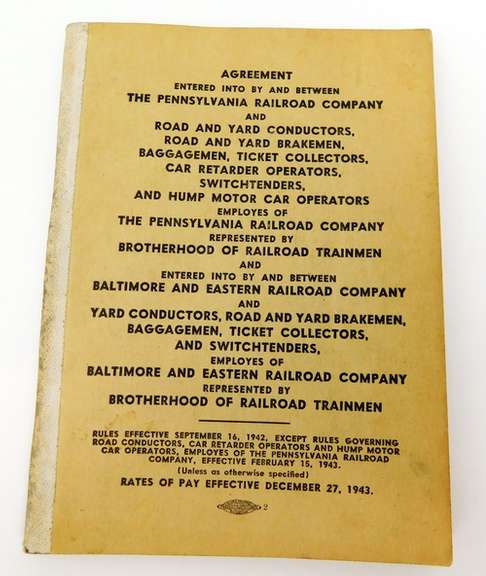 AGREEMENT
ENTERED INTO BY AND BETWEEN
THE PENNSYLVANIA RAILROAD COMPANY
AND
ROAD AND YARD CONDUCTORS,
ROAD AND YARD BRAKEMEN,
BAGGAGEMEN, TICKET COLLECTORS,
CAR RETARDER OPERATORS,
SWITCHTENDERS,
AND HUMP MOTOR CAR OPERATORS
EMPLOYES OF
THE PENNSYLVANIA RAILROAD COMPANY
REPRESENTED BY
BROTHERHOOD OF RAILROAD TRAINMEN
AND
ENTERED INTO BY AND BETWEEN
BALTIMORE AND EASTERN RAILROAD COMPANY
AND
YARD CONDUCTORS, ROAD AND YARD BRAKEMEN,
BAGGAGEMEN, TICKET COLLECTORS,
AND SWITCHTENDERS,
EMPLOYES OF
BALTIMORE AND EASTERN RAILROAD COMPANY
REPRESENTED BY
BROTHERHOOD OF RAILROAD TRAINMEN
RULES EFFECTIVE SEPTEMBER 16, 1942, EXCEPT RULES GOVERNING
ROAD CONDUCTORS, CAR RETARDER OPERATORS AND HUMP MOTOR
CAR OPERATORS, EMPLOYES OF THE PENNSYLVANIA RAILROAD
COMPANY, EFFECTIVE FEBRUARY 15, 1943.
(Unless as otherwise specified)
RATES OF PAY EFFECTIVE DECEMBER 27, 1943.
2